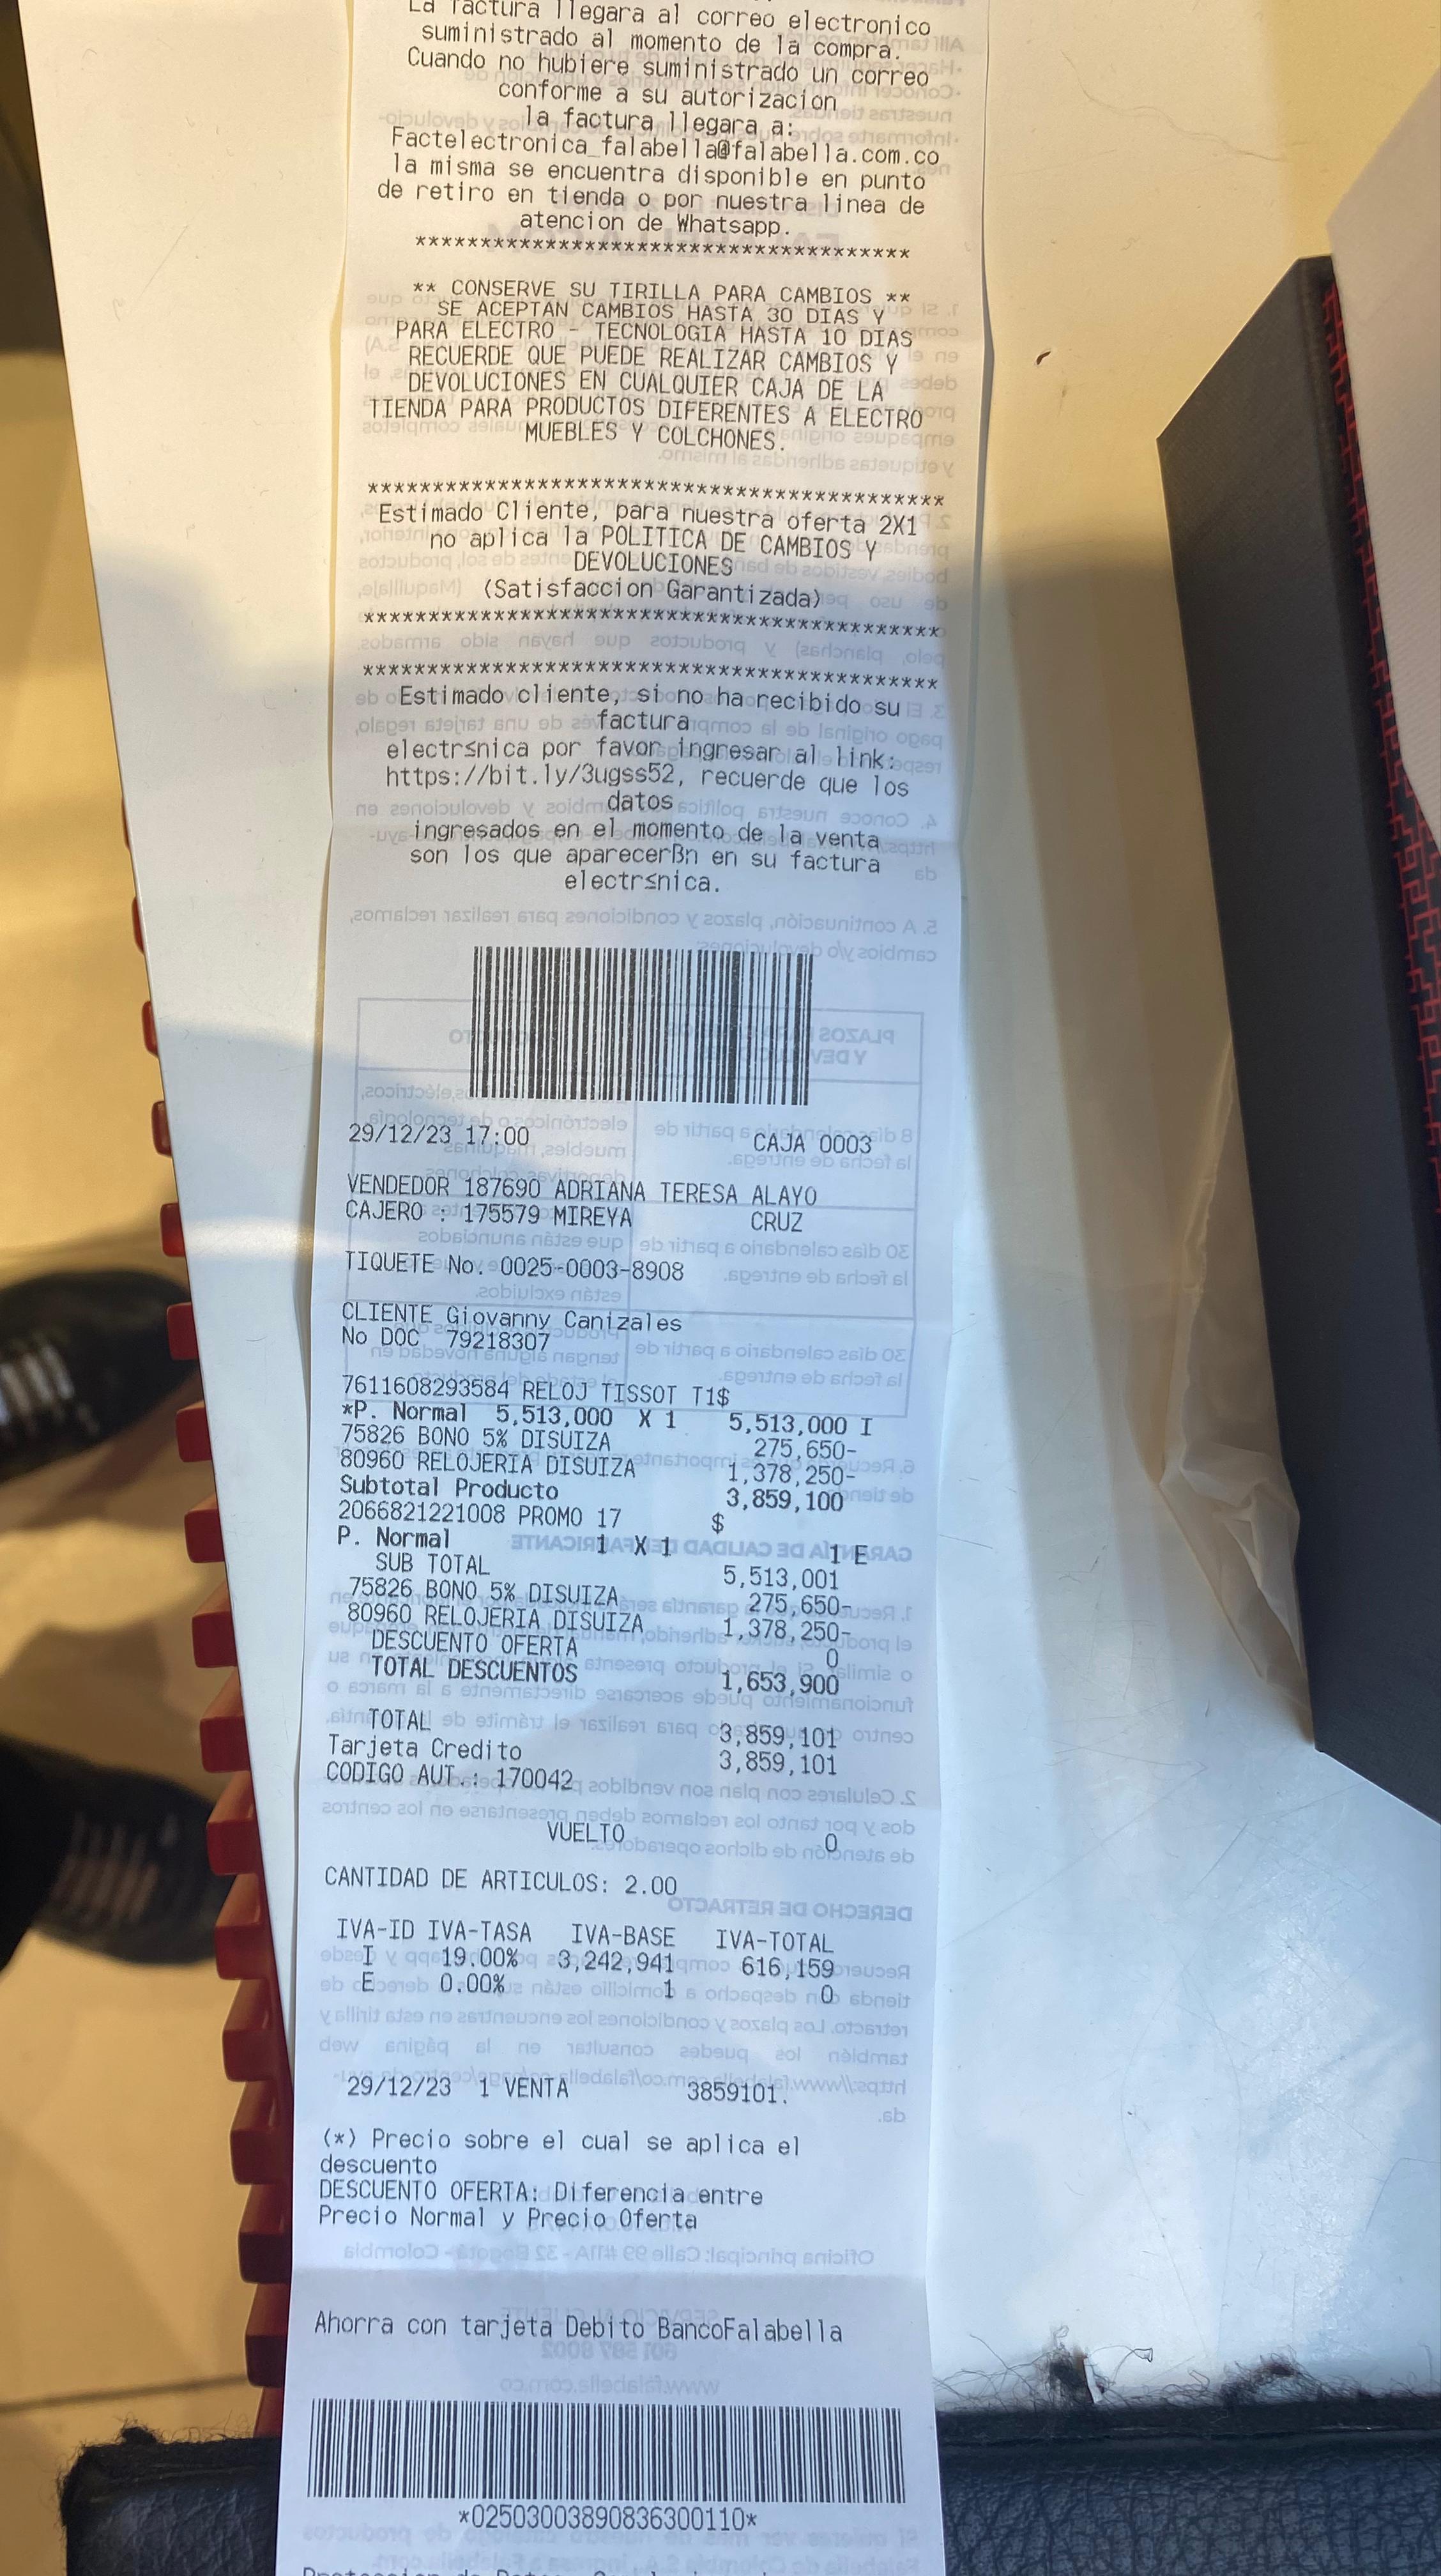 La factura llegara al correo electronico
suministrado al momento de la compra.
Cuando no hubiere suministrado un correo
conforme a su autorizacion
la factura llegara a:
Factelectronica_falabella@falabella.com.co
la misma se encuentra disponible en punto
de retiro en tienda o por nuestra linea de
atencion de Whatsapp.
**************************************
** CONSERVE SU TIRILLA PARA CAMBIOS **
SE ACEPTAN CAMBIOS HASTA 30 DIAS Y
PARA ELECTRO - TECNOLOGIA HASTA 10 DIAS
RECUERDE QUE PUEDE REALIZAR CAMBIOS Y
DEVOLUCIONES EN CUALQUIER CAJA DE LA
TIENDA PARA PRODUCTOS DIFERENTES A ELECTRO
MUEBLES Y COLCHONES.
********************************************
Estimado Cliente, para nuestra oferta 2X1
no aplica la POLITICA DE CAMBIOS Y
DEVOLUCIONES
(Satisfaccion Garantizada)
********************************************
********************************************
Estimado cliente, si no ha recibido su
factura
electr≤nica por favor ingresar al link:
https://bit.ly/3ugss52, recuerde que los
datos
ingresados en el momento de la venta
son los que aparecerßn en su factura
electr≤nica.
29/12/23 17:00 CAJA 0003
VENDEDOR 187690 ADRIANA TERESA ALAYO
CAJERO : 175579 MIREYA CRUZ
TIQUETE No. 0025-0003-8908
CLIENTE Giovanny Canizales
No DOC 79218307
7611608293584 RELOJ TISSOT T1$
*P. Normal 5,513,000 X 1 5,513,000 I
75826 BONO 5% DISUIZA 275,650-
80960 RELOJERIA DISUIZA 1,378,250-
Subtotal Producto 3,859,100
2066821221008 PROMO 17 $
P. Normal 1 X 1 1 E
SUB TOTAL 5,513,001
75826 BONO 5% DISUIZA 275,650-
80960 RELOJERIA DISUIZA 1,378,250-
DESCUENTO OFERTA 0
TOTAL DESCUENTOS 1,653,900
TOTAL 3,859,101
Tarjeta Credito 3,859,101
CODIGO AUT.: 170042
VUELTO 0
CANTIDAD DE ARTICULOS: 2.00
IVA-ID IVA-TASA IVA-BASE IVA-TOTAL
I 19.00% 3,242,941 616,159
E 0.00% 1 0
29/12/23 1 VENTA 3859101.
(*) Precio sobre el cual se aplica el
descuento
DESCUENTO OFERTA: Diferencia entre
Precio Normal y Precio Oferta
Ahorra con tarjeta Debito BancoFalabella
*02503003890836300110*